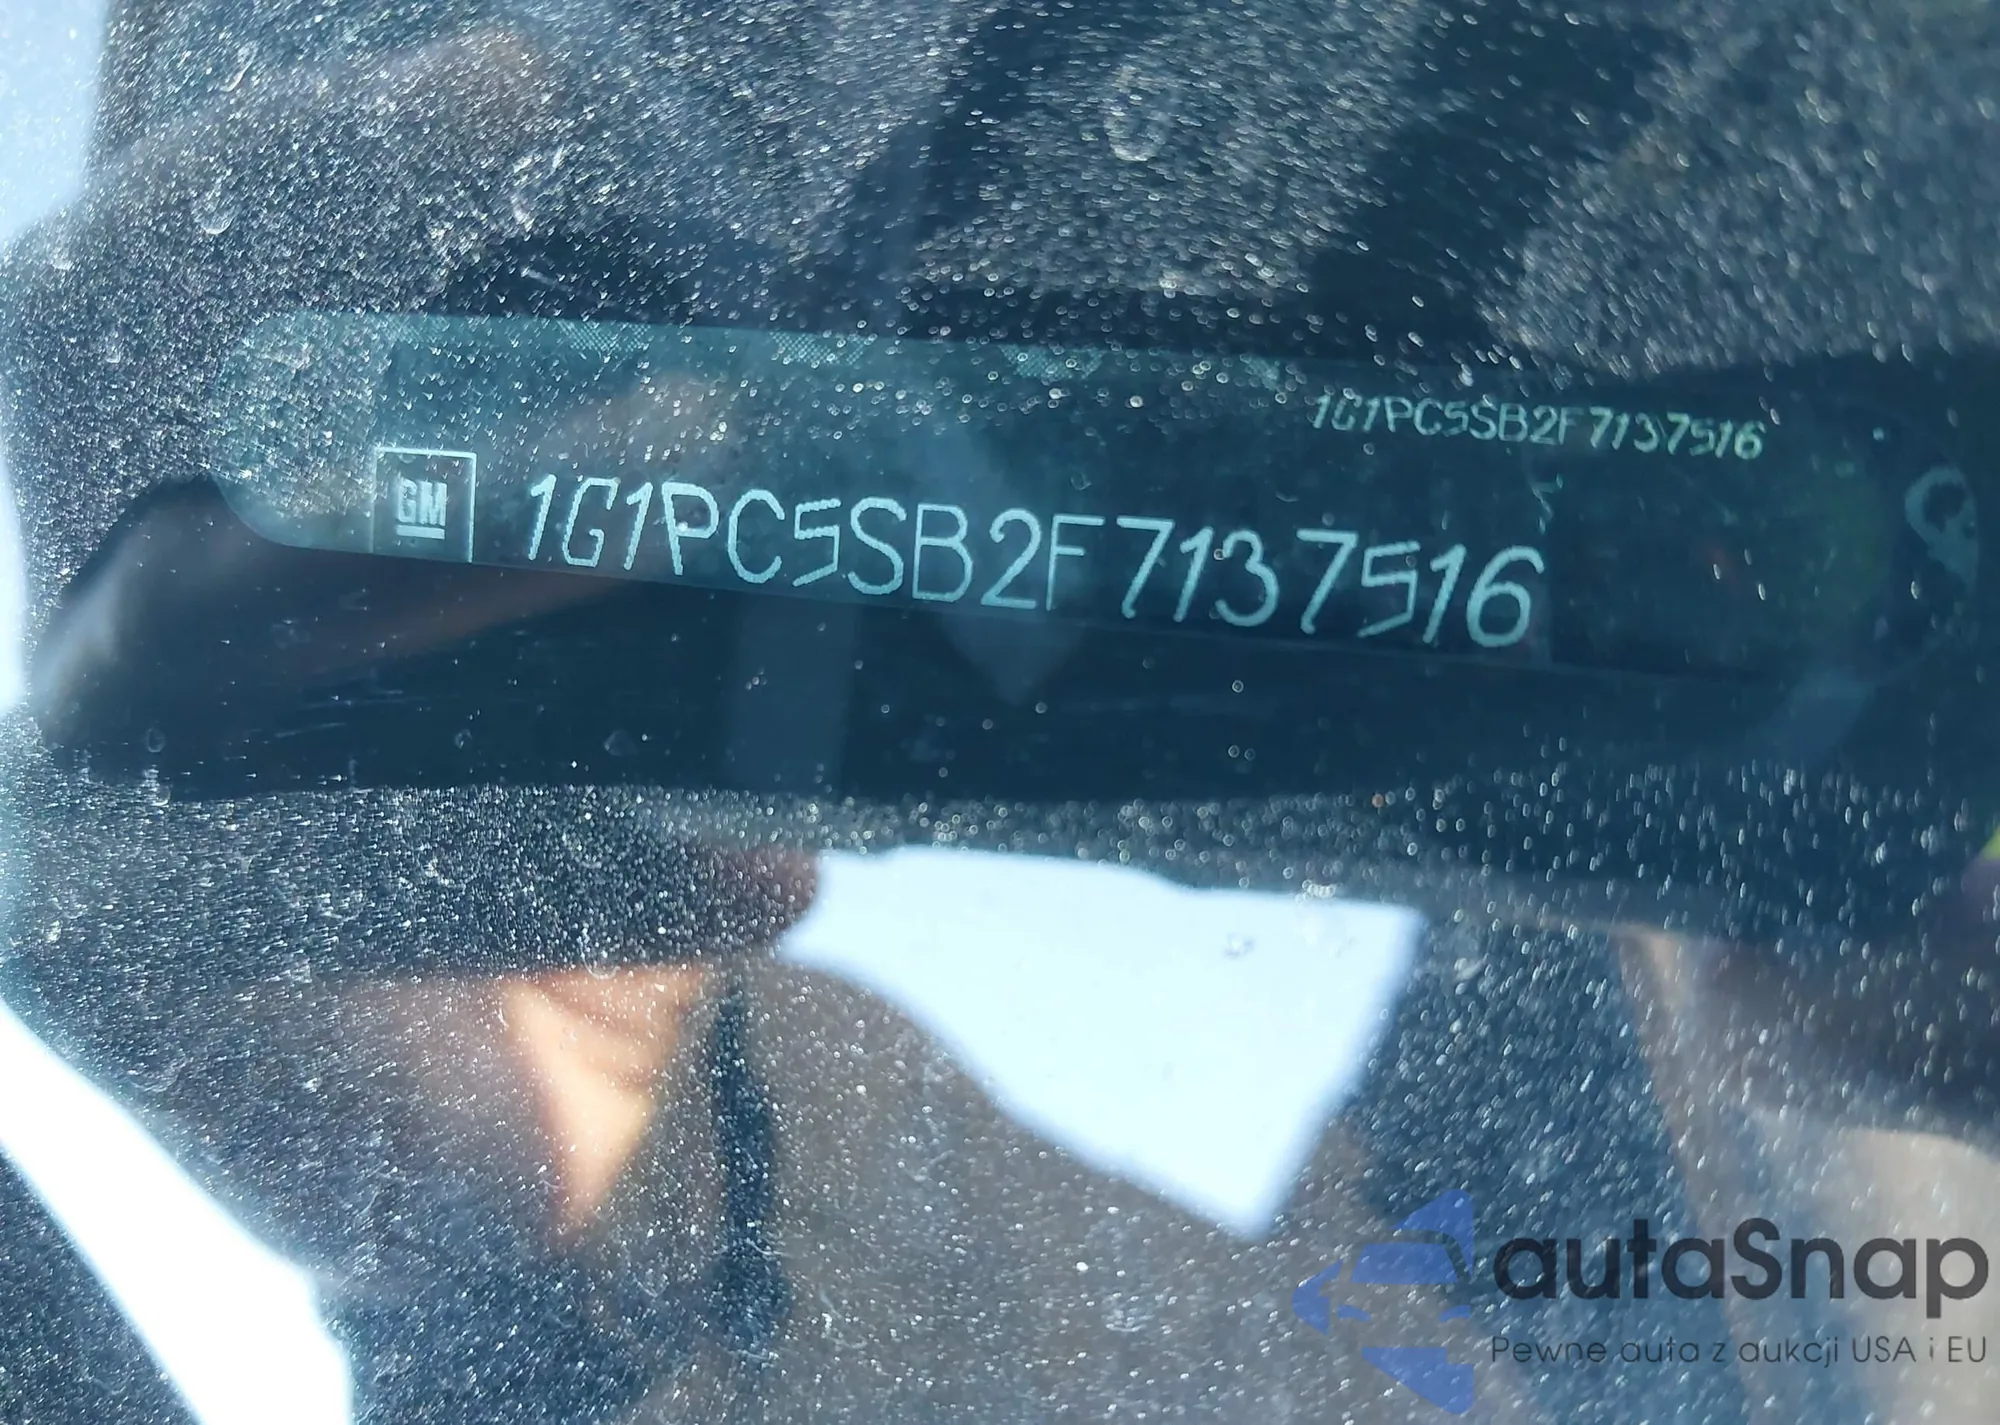 1G1PC5SB2F7137516
GM 1G1PC5SB2F7137516
autaSnap
Pewne auta z aukcji USA i EU